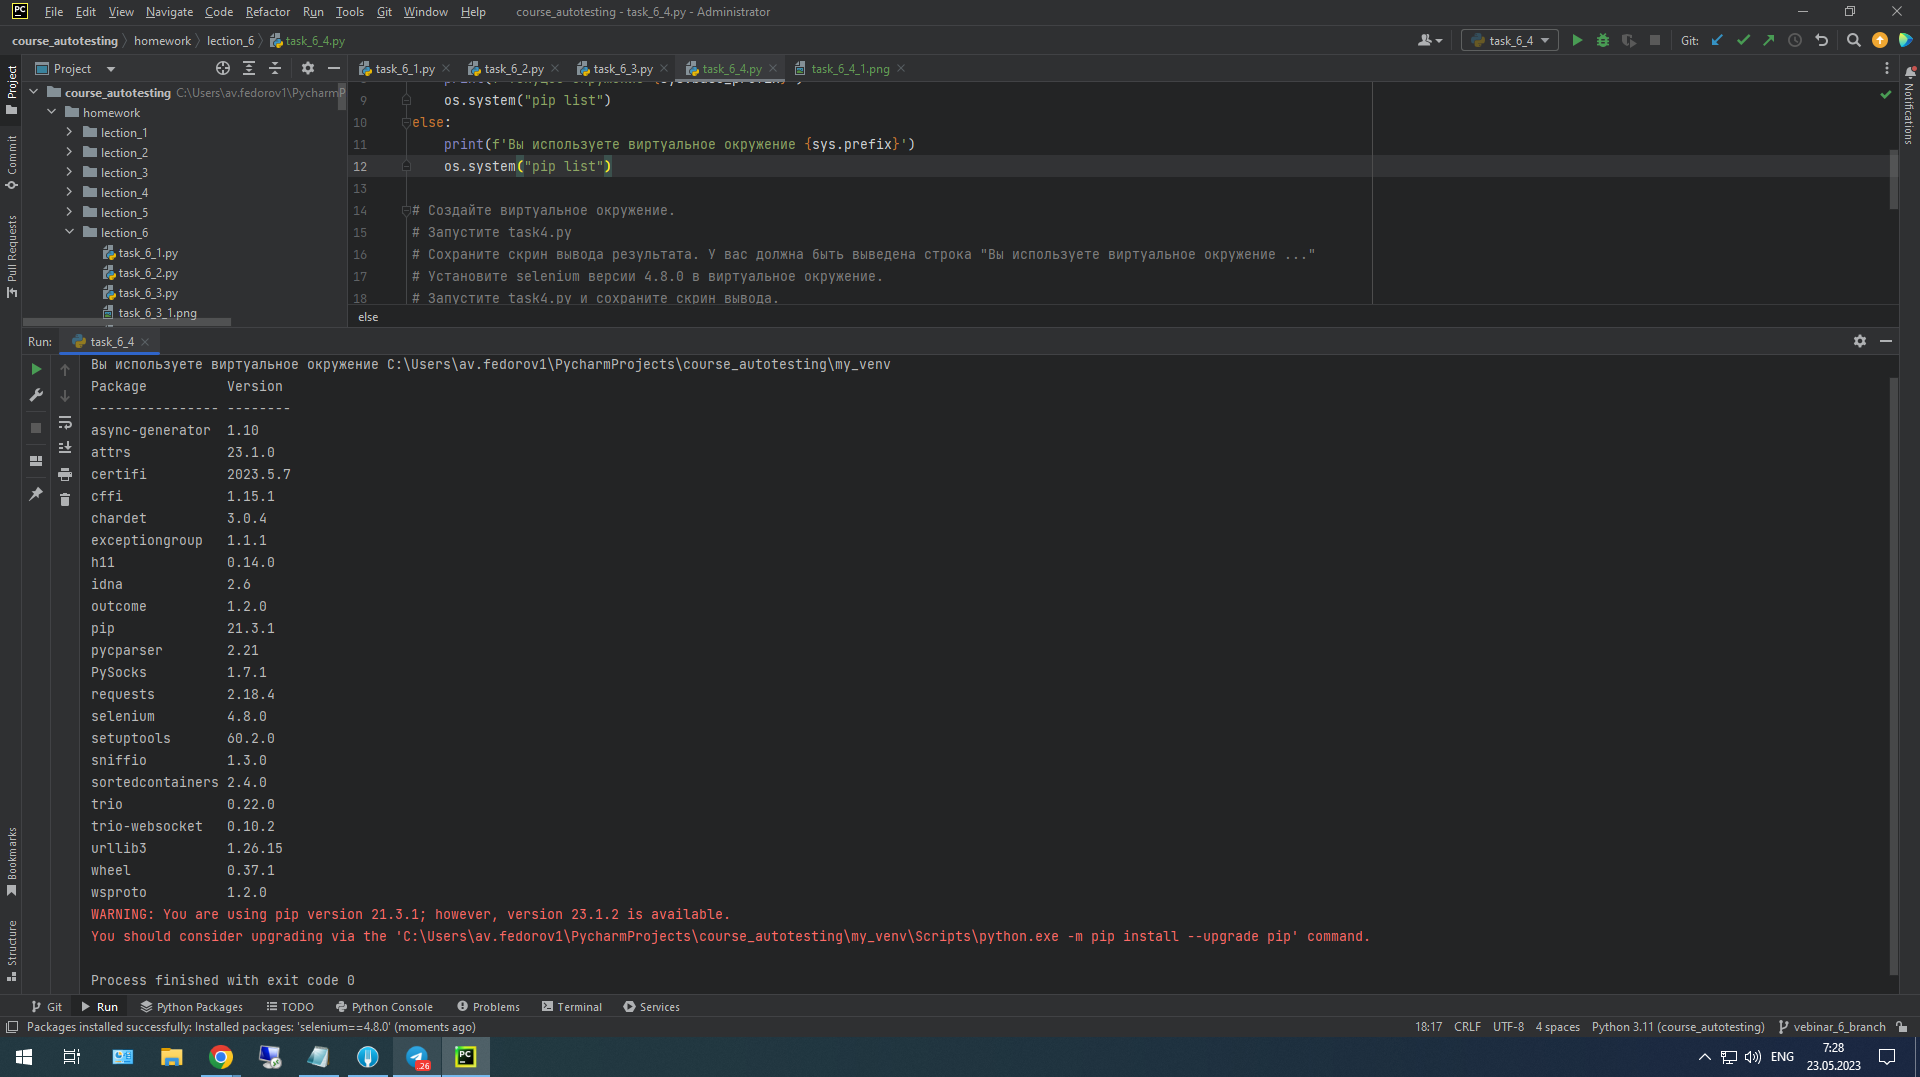 PC File Edit View Navigate Code Refactor Run Tools Git Window Help course_autotesting - task_6_4.py - Administrator
course_autotesting homework lection_6 task_6_4.py task_6_4 Git:
Project task_6_1.py task_6_2.py task_6_3.py task_6_4.py task_6_4_1.png
Project
Commit
Pull Requests
Bookmarks
Structure
Notifications
course_autotesting C:\Users\av.fedorov1\PycharmP
homework
lection_1
lection_2
lection_3
lection_4
lection_5
lection_6
task_6_1.py
task_6_2.py
task_6_3.py
task_6_3_1.png
9 os.system("pip list")
10 else:
11 print(f'Вы используете виртуальное окружение {sys.prefix}')
12 os.system("pip list")
13
14 # Создайте виртуальное окружение.
15 # Запустите task4.py
16 # Сохраните скрин вывода результата. У вас должна быть выведена строка "Вы используете виртуальное окружение ..."
17 # Установите selenium версии 4.8.0 в виртуальное окружение.
18 # Запустите task4.py и сохраните скрин вывода.
else
Run: task_6_4
Вы используете виртуальное окружение C:\Users\av.fedorov1\PycharmProjects\course_autotesting\my_venv
Package Version
---------------- --------
async-generator 1.10
attrs 23.1.0
certifi 2023.5.7
cffi 1.15.1
chardet 3.0.4
exceptiongroup 1.1.1
h11 0.14.0
idna 2.6
outcome 1.2.0
pip 21.3.1
pycparser 2.21
PySocks 1.7.1
requests 2.18.4
selenium 4.8.0
setuptools 60.2.0
sniffio 1.3.0
sortedcontainers 2.4.0
trio 0.22.0
trio-websocket 0.10.2
urllib3 1.26.15
wheel 0.37.1
wsproto 1.2.0
WARNING: You are using pip version 21.3.1; however, version 23.1.2 is available.
You should consider upgrading via the 'C:\Users\av.fedorov1\PycharmProjects\course_autotesting\my_venv\Scripts\python.exe -m pip install --upgrade pip' command.
Process finished with exit code 0
Git Run Python Packages TODO Python Console Problems Terminal Services
Packages installed successfully: Installed packages: 'selenium==4.8.0' (moments ago) 18:17 CRLF UTF-8 4 spaces Python 3.11 (course_autotesting) vebinar_6_branch
.26 PC ENG 7:28
23.05.2023